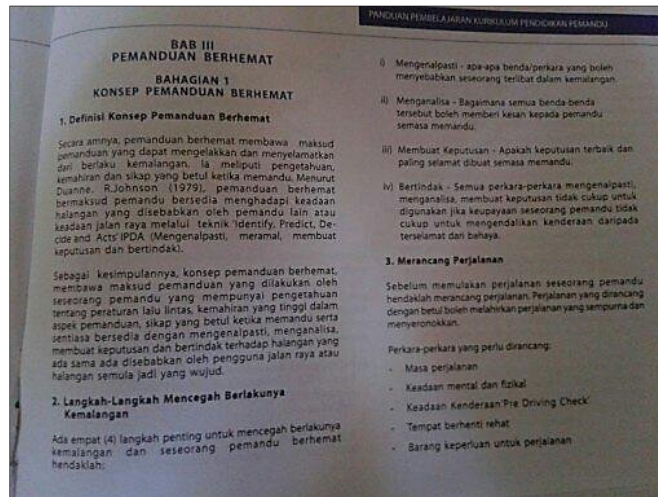 PANDUAN PEMBELAJARAN KURIKULUM PENDIDIKAN PEMANDU
BAB III
PEMANDUAN BERHEMAT
BAHAGIAN 1
KONSEP PEMANDUAN BERHEMAT
1. Definisi Konsep Pemanduan Berhemat
Secara amnya, pemanduan berhemat membawa maksud
pemanduan yang dapat mengelakkan dan menyelamatkan
dari berlaku kemalangan. Ia meliputi pengetahuan,
kemahiran dan sikap yang betul ketika memandu. Menurut
Duanne. R.Johnson (1979), pemanduan berhemat
bermaksud pemandu bersedia menghadapi keadaan
halangan yang disebabkan oleh pemandu lain atau
keadaan jalan raya melalui teknik 'Identify, Predict, De-
cide and Acts' IPDA (Mengenalpasti, meramal, membuat
keputusan dan bertindak).
Sebagai kesimpulannya, konsep pemanduan berhemat,
membawa maksud pemanduan yang dilakukan oleh
seseorang pemandu yang mempunyai pengetahuan
tentang peraturan lalu lintas, kemahiran yang tinggi dalam
aspek pemanduan, sikap yang betul ketika memandu serta
sentiasa bersedia dengan mengenalpasti, menganalisa,
membuat keputusan dan bertindak terhadap halangan yang
ada sama ada disebabkan oleh pengguna jalan raya atau
halangan semula jadi yang wujud.
2. Langkah-Langkah Mencegah Berlakunya
Kemalangan
Ada empat (4) langkah penting untuk mencegah berlakunya
kemalangan dan seseorang pemandu berhemat
hendaklah:
i) Mengenalpasti - apa-apa benda/perkara yang boleh
menyebabkan seseorang terlibat dalam kemalangan.
ii) Menganalisa - Bagaimana semua benda-benda
tersebut boleh memberi kesan kepada pemandu
semasa memandu.
iii) Membuat Keputusan - Apakah keputusan terbaik dan
paling selamat dibuat semasa memandu.
iv) Bertindak - Semua perkara-perkara mengenalpasti,
menganalisa, membuat keputusan tidak cukup untuk
digunakan jika keupayaan seseorang pemandu tidak
cukup untuk mengendalikan kenderaan daripada
terselamat dari bahaya.
3. Merancang Perjalanan
Sebelum memulakan perjalanan seseorang pemandu
hendaklah merancang perjalanan. Perjalanan yang dirancang
dengan betul boleh melahirkan perjalanan yang sempurna dan
menyeronokkan.
Perkara-perkara yang perlu dirancang:
- Masa perjalanan
- Keadaan mental dan fizikal
- Keadaan Kenderaan 'Pre Driving Check'
- Tempat berhenti rehat
- Barang keperluan untuk perjalanan